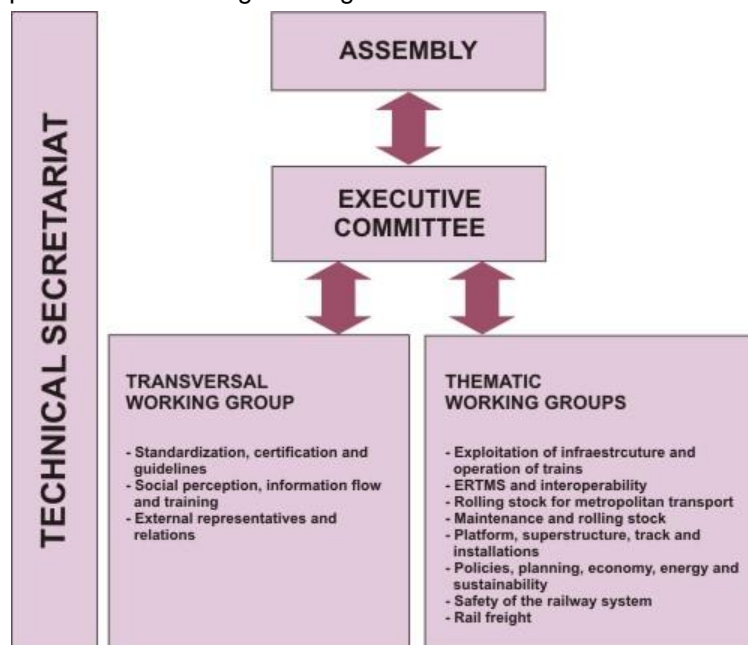 TECHNICAL SECRETARIAT
ASSEMBLY
EXECUTIVE
COMMITTEE
TRANSVERSAL
WORKING GROUP
- Standardization, certification and
guidelines
- Social perception, information flow
and training
- External representatives and
relations
THEMATIC
WORKING GROUPS
- Exploitation of infraestrcuture and
operation of trains
- ERTMS and interoperability
- Rolling stock for metropolitan transport
- Maintenance and rolling stock
- Platform, superstructure, track and
installations
- Policies, planning, economy, energy and
sustainability
- Safety of the railway system
- Rail freight